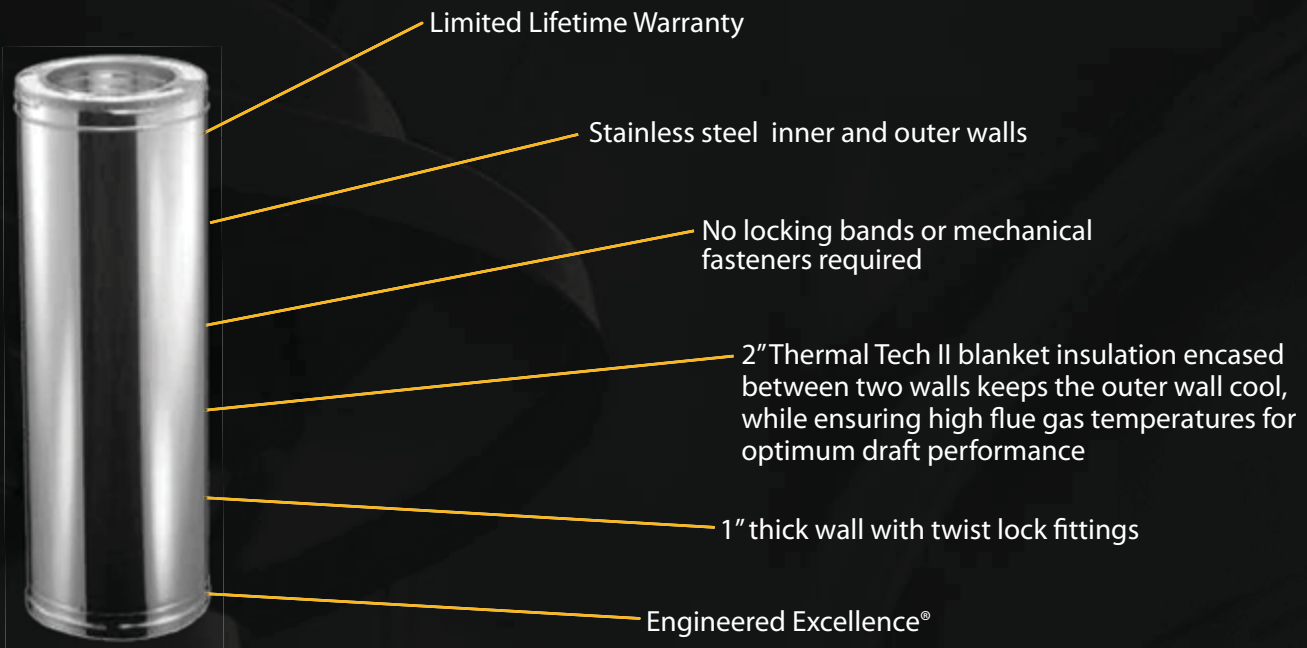 Limited Lifetime Warranty
Stainless steel inner and outer walls
No locking bands or mechanical
fasteners required
2” Thermal Tech II blanket insulation encased
between two walls keeps the outer wall cool,
while ensuring high flue gas temperatures for
optimum draft performance
1” thick wall with twist lock fittings
Engineered Excellence®